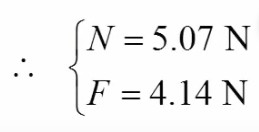 ∴ { N = 5.07 N
F = 4.14 N